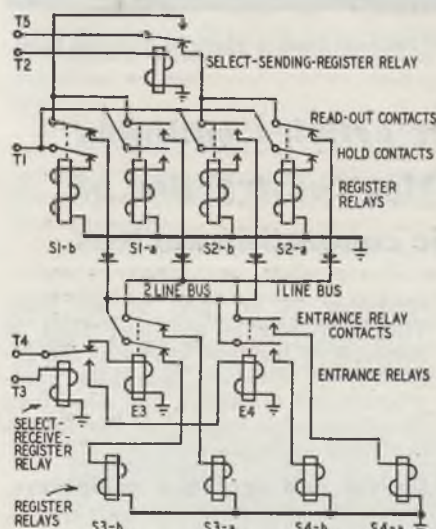 T5
T2
SELECT-SENDING-REGISTER RELAY
READ-OUT CONTACTS
HOLD CONTACTS
T1
REGISTER
RELAYS
S1-b S1-a S2-b S2-a
2 LINE BUS 1 LINE BUS
ENTRANCE RELAY
CONTACTS
T4
ENTRANCE RELAYS
T3
E3 E4
SELECT-
RECEIVE-
REGISTER
RELAY
REGISTER
RELAYS
S3-b S3-a S4-b S4-a